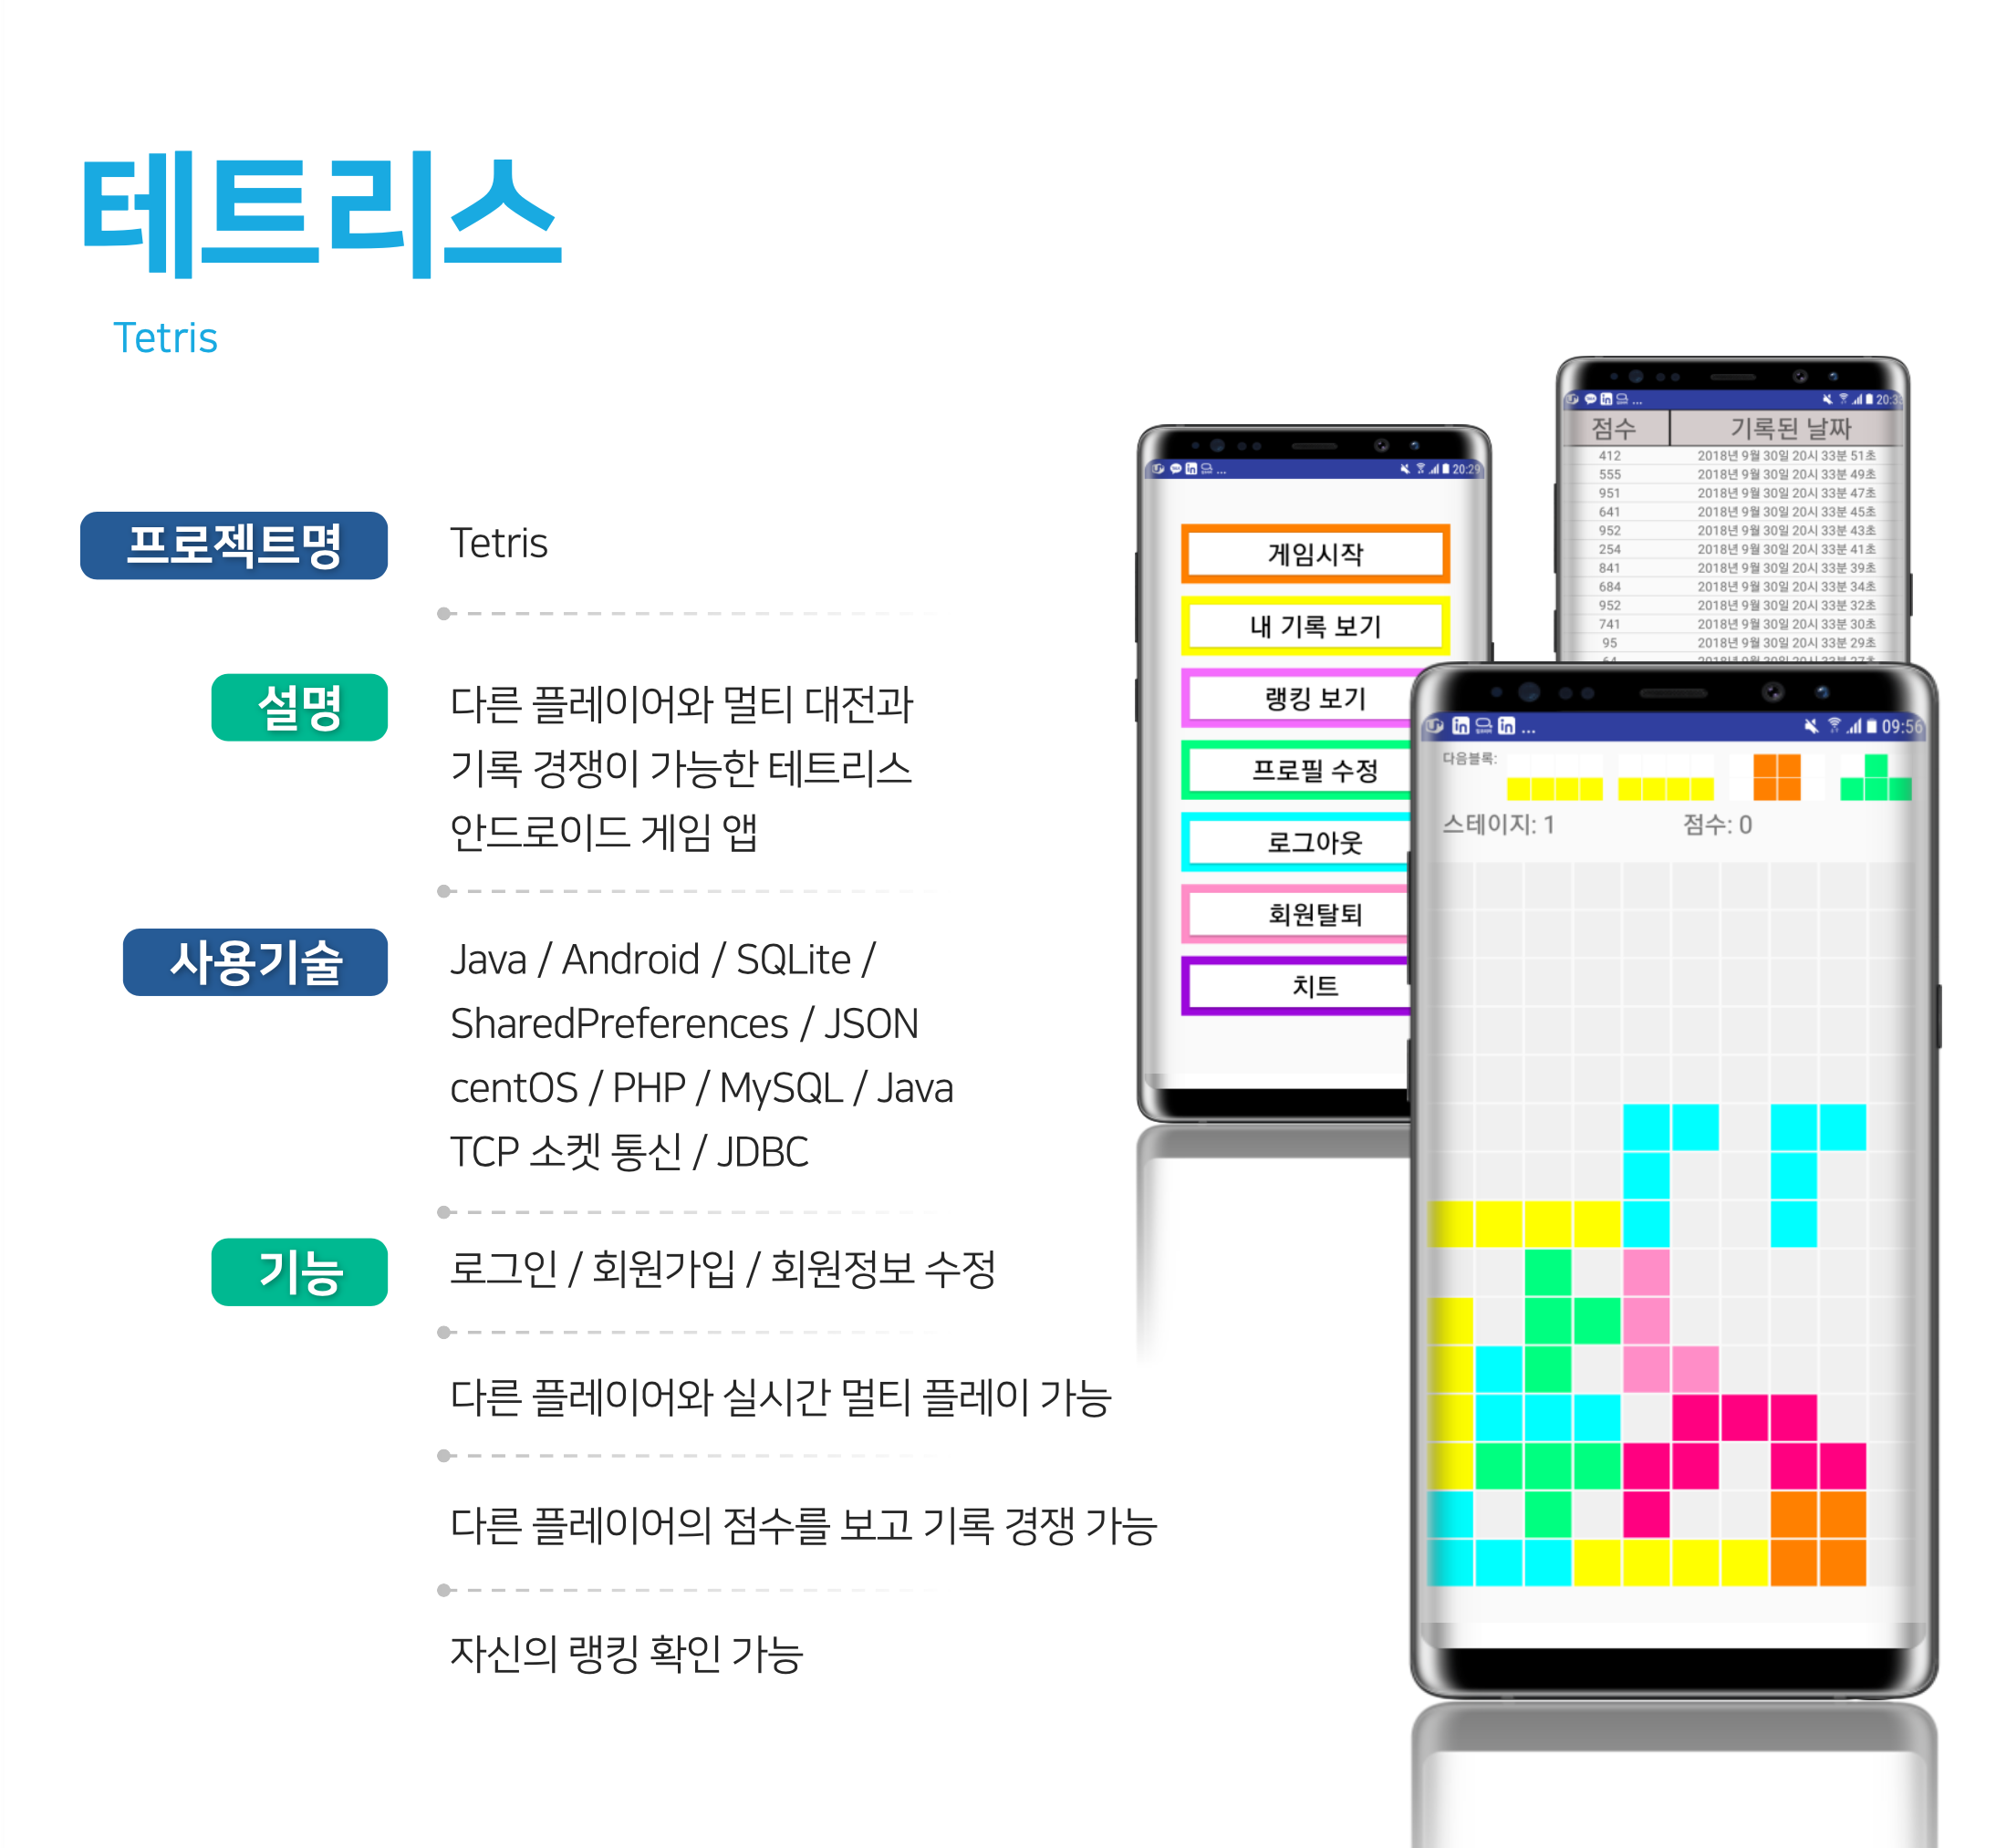 테트리스
Tetris
프로젝트명
Tetris
설명
다른 플레이어와 멀티 대전과
기록 경쟁이 가능한 테트리스
안드로이드 게임 앱
사용기술
Java / Android / SQLite /
SharedPreferences / JSON
centOS / PHP / MySQL / Java
TCP 소켓 통신 / JDBC
기능
로그인 / 회원가입 / 회원정보 수정
다른 플레이어와 실시간 멀티 플레이 가능
다른 플레이어의 점수를 보고 기록 경쟁 가능
자신의 랭킹 확인 가능
20:29
게임시작
내 기록 보기
랭킹 보기
프로필 수정
로그아웃
회원탈퇴
치트
점수 기록된 날짜
412 2018년 9월 30일 20시 33분 51초
555 2018년 9월 30일 20시 33분 49초
951 2018년 9월 30일 20시 33분 47초
641 2018년 9월 30일 20시 33분 45초
952 2018년 9월 30일 20시 33분 43초
254 2018년 9월 30일 20시 33분 41초
841 2018년 9월 30일 20시 33분 39초
684 2018년 9월 30일 20시 33분 34초
952 2018년 9월 30일 20시 33분 32초
741 2018년 9월 30일 20시 33분 30초
95 2018년 9월 30일 20시 33분 29초
09:56
다음블록:
스테이지: 1 점수: 0